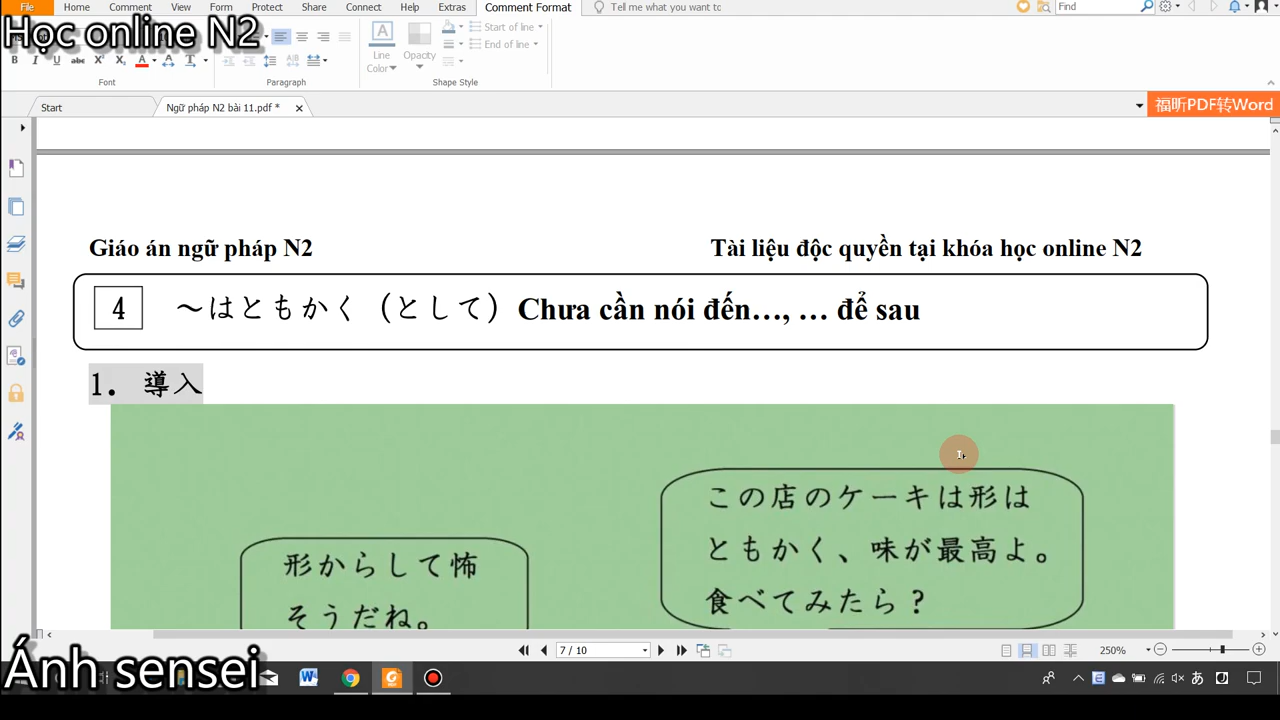 File Home Comment View Form Protect Share Connect Help Extras Comment Format Tell me what you want to Find
Học online N2
Line Color
Opacity
Start of line
End of line
Font Paragraph Shape Style
Start
Ngữ pháp N2 bài 11.pdf *
福昕PDF转Word
Giáo án ngữ pháp N2
Tài liệu độc quyền tại khóa học online N2
4 ～はともかく（として）Chưa cần nói đến…, … để sau
1. 導入
この店のケーキは形は
ともかく、味が最高よ。
食べてみたら？
形からして怖
そうだね。
7 / 10
250%
Ánh sensei